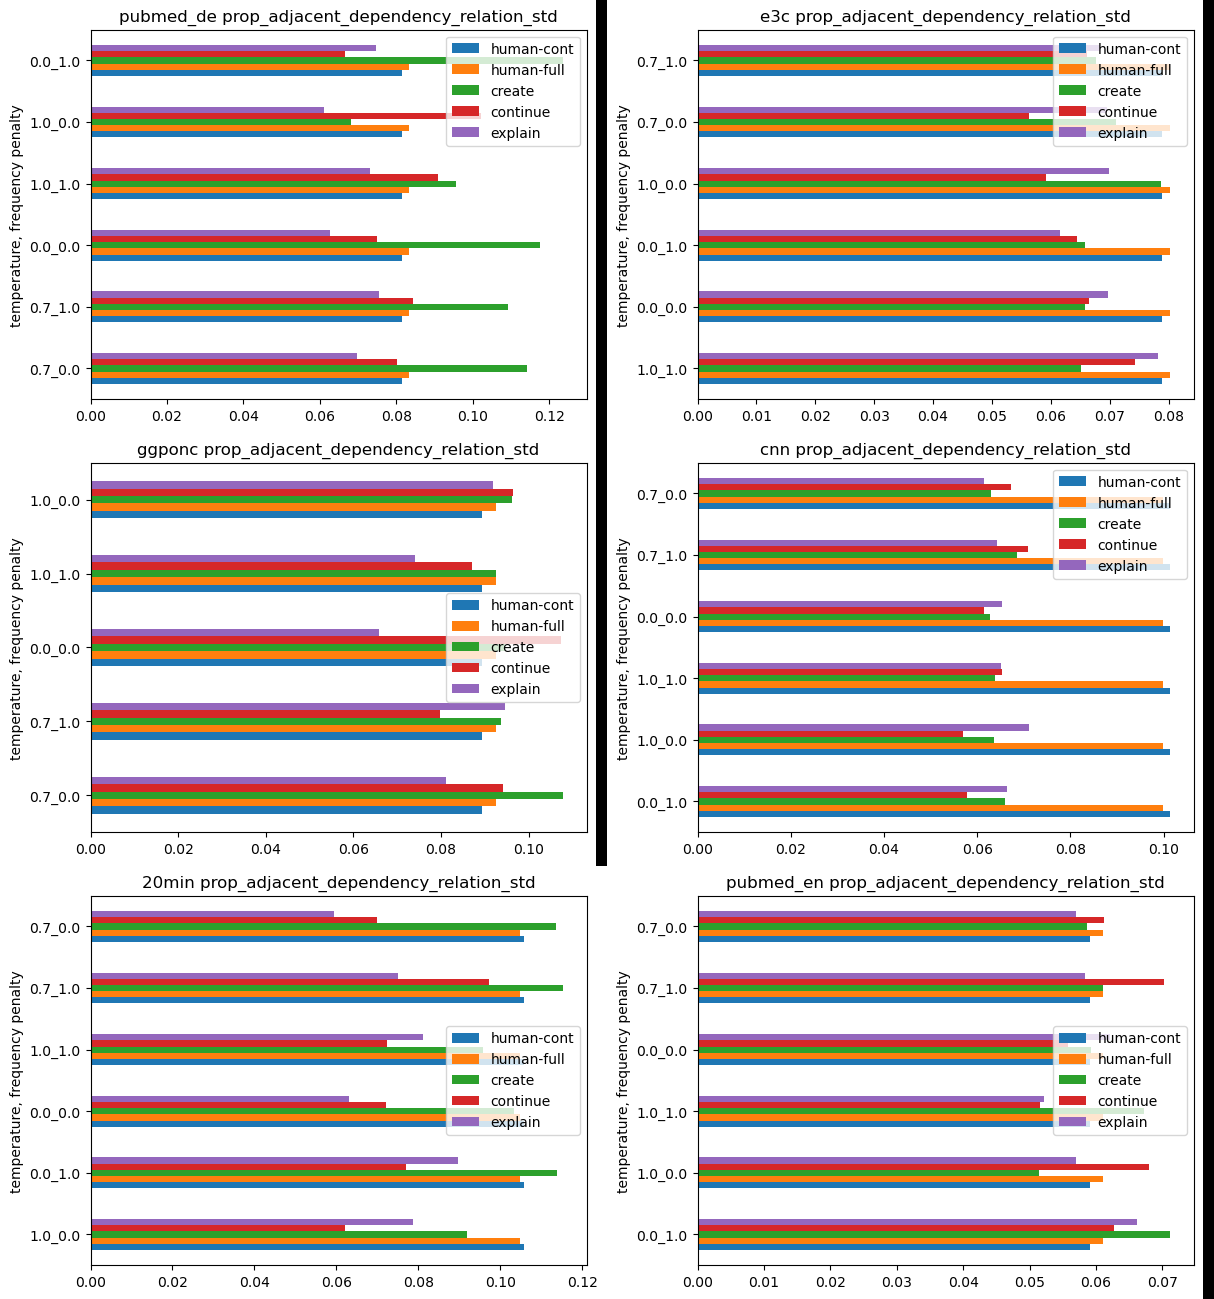 pubmed_de prop_adjacent_dependency_relation_std
temperature, frequency penalty
0.0_1.0
1.0_0.0
1.0_1.0
0.0_0.0
0.7_1.0
0.7_0.0
0.00 0.02 0.04 0.06 0.08 0.10 0.12
human-cont
human-full
create
continue
explain
e3c prop_adjacent_dependency_relation_std
temperature, frequency penalty
0.7_1.0
0.7_0.0
1.0_0.0
0.0_1.0
0.0_0.0
1.0_1.0
0.00 0.01 0.02 0.03 0.04 0.05 0.06 0.07 0.08
human-cont
human-full
create
continue
explain
ggponc prop_adjacent_dependency_relation_std
temperature, frequency penalty
1.0_0.0
1.0_1.0
0.0_0.0
0.7_1.0
0.7_0.0
0.00 0.02 0.04 0.06 0.08 0.10
human-cont
human-full
create
continue
explain
cnn prop_adjacent_dependency_relation_std
temperature, frequency penalty
0.7_0.0
0.7_1.0
0.0_0.0
1.0_1.0
1.0_0.0
0.0_1.0
0.00 0.02 0.04 0.06 0.08 0.10
human-cont
human-full
create
continue
explain
20min prop_adjacent_dependency_relation_std
temperature, frequency penalty
0.7_0.0
0.7_1.0
1.0_1.0
0.0_0.0
0.0_1.0
1.0_0.0
0.00 0.02 0.04 0.06 0.08 0.10 0.12
human-cont
human-full
create
continue
explain
pubmed_en prop_adjacent_dependency_relation_std
temperature, frequency penalty
0.7_0.0
0.7_1.0
0.0_0.0
1.0_1.0
1.0_0.0
0.0_1.0
0.00 0.01 0.02 0.03 0.04 0.05 0.06 0.07
human-cont
human-full
create
continue
explain